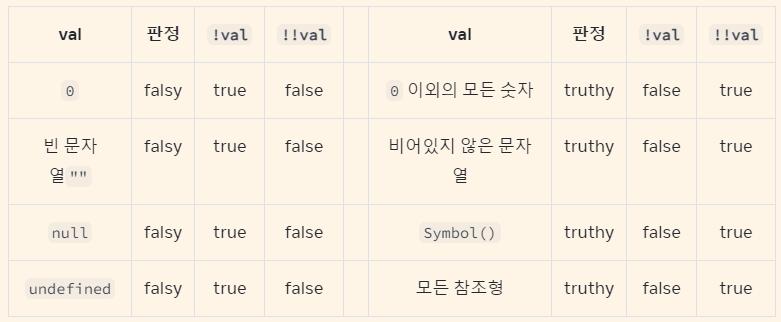 val 판정 !val !!val val 판정 !val !!val
0 falsy true false 0 이외의 모든 숫자 truthy false true
빈 문자 falsy true false 비어있지 않은 문자 truthy false true
열"" 열
null falsy true false Symbol() truthy false true
undefined falsy true false 모든 참조형 truthy false true